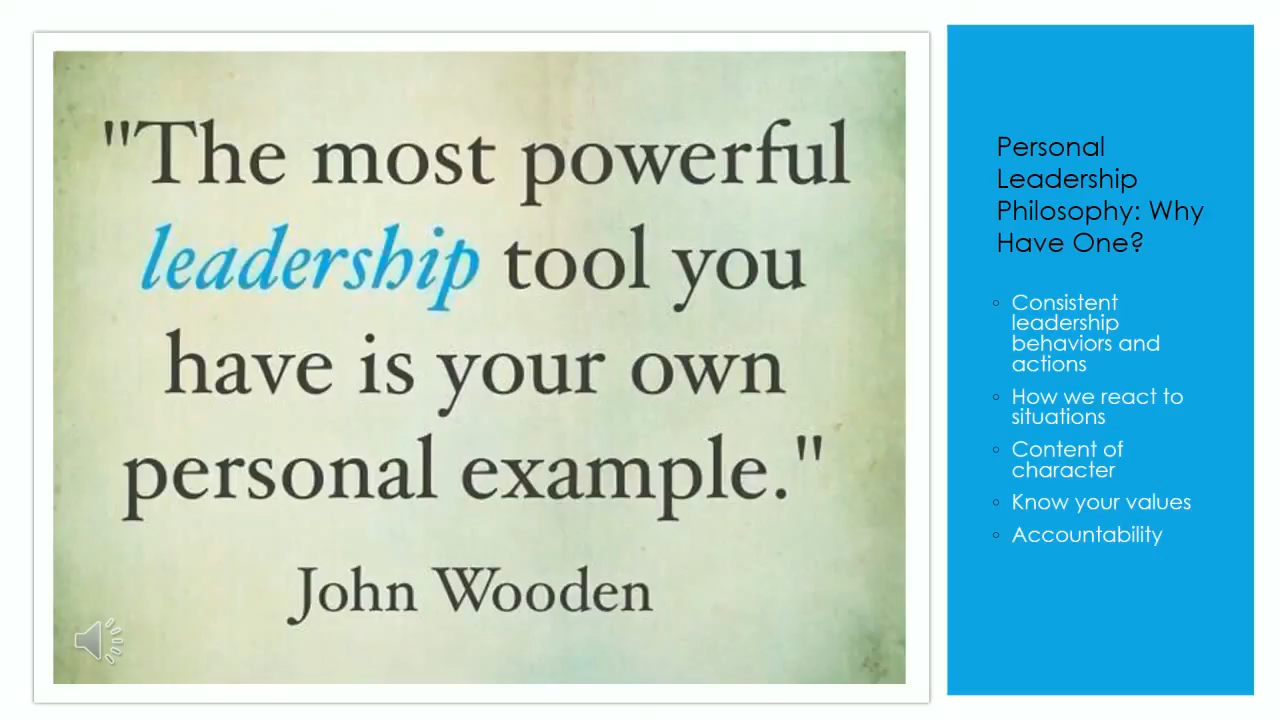 "The most powerful
leadership tool you
have is your own
personal example."
John Wooden
Personal
Leadership
Philosophy: Why
Have One?
◦ Consistent
leadership
behaviors and
actions
◦ How we react to
situations
◦ Content of
character
◦ Know your values
◦ Accountability